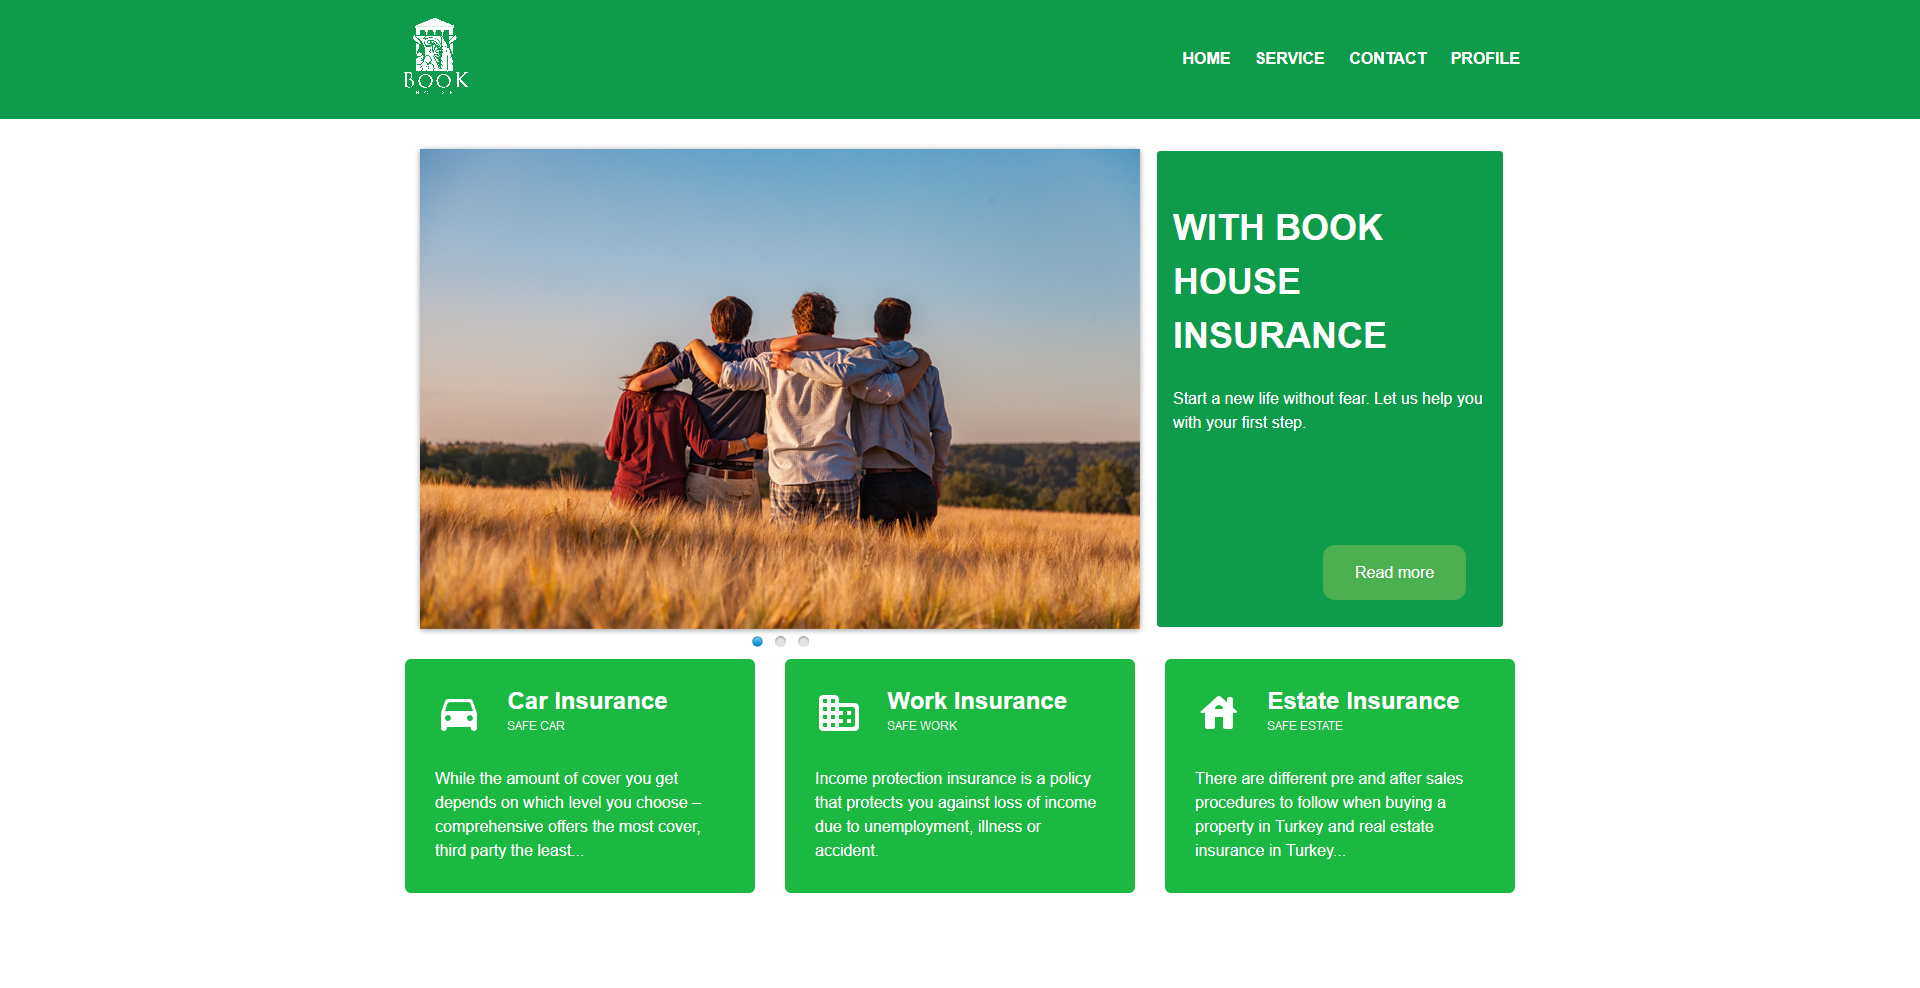 BOOK
HOME SERVICE CONTACT PROFILE
WITH BOOK
HOUSE
INSURANCE
Start a new life without fear. Let us help you
with your first step.
Read more
Car Insurance
SAFE CAR
While the amount of cover you get
depends on which level you choose –
comprehensive offers the most cover,
third party the least...
Work Insurance
SAFE WORK
Income protection insurance is a policy
that protects you against loss of income
due to unemployment, illness or
accident.
Estate Insurance
SAFE ESTATE
There are different pre and after sales
procedures to follow when buying a
property in Turkey and real estate
insurance in Turkey...